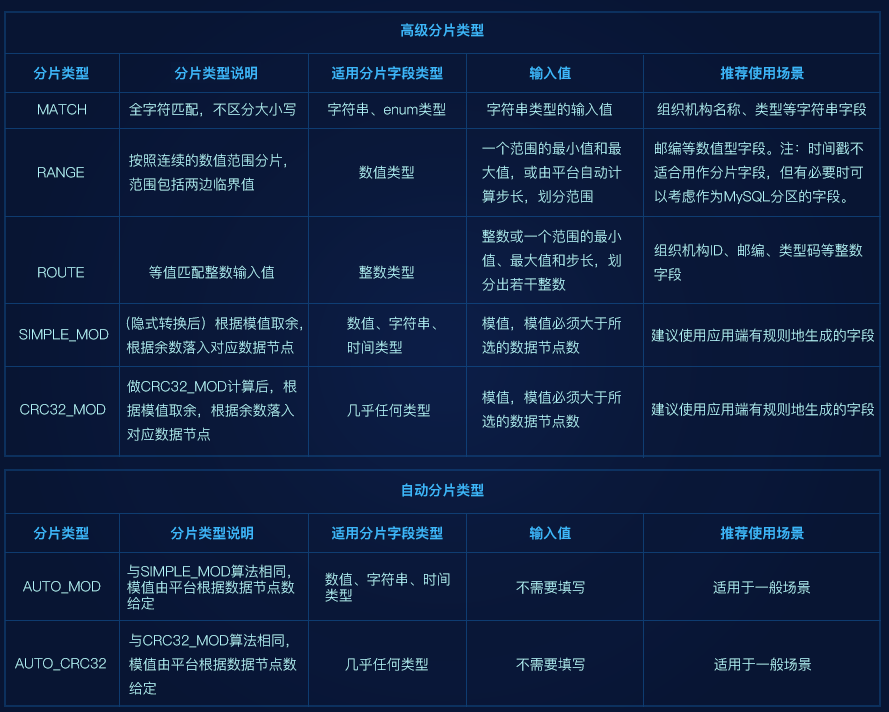 高级分片类型
分片类型 分片类型说明 适用分片字段类型 输入值 推荐使用场景
MATCH 全字符匹配，不区分大小写 字符串、enum类型 字符串类型的输入值 组织机构名称、类型等字符串字段
RANGE
按照连续的数值范围分片，
范围包括两边临界值
数值类型
一个范围的最小值和最
大值，或由平台自动计
算步长，划分范围
邮编等数值型字段。注：时间戳不
适合用作分片字段，但有必要时可
以考虑作为MySQL分区的字段。
ROUTE
等值匹配整数输入值
整数类型
整数或一个范围的最小
值、最大值和步长，划
分出若干整数
组织机构ID、邮编、类型码等整数
字段
SIMPLE_MOD
（隐式转换后）根据模值取余，
根据余数落入对应数据节点
数值、字符串、
时间类型
模值，模值必须大于所
选的数据节点数
建议使用应用端有规则地生成的字段
CRC32_MOD
做CRC32_MOD计算后，根
据模值取余，根据余数落入
对应数据节点
几乎任何类型
模值，模值必须大于所
选的数据节点数
建议使用应用端有规则地生成的字段
自动分片类型
分片类型 分片类型说明 适用分片字段类型 输入值 推荐使用场景
AUTO_MOD
与SIMPLE_MOD算法相同，
模值由平台根据数据节点数
给定
数值、字符串、时间
类型
不需要填写
适用于一般场景
AUTO_CRC32
与CRC32_MOD算法相同，
模值由平台根据数据节点数
给定
几乎任何类型
不需要填写
适用于一般场景